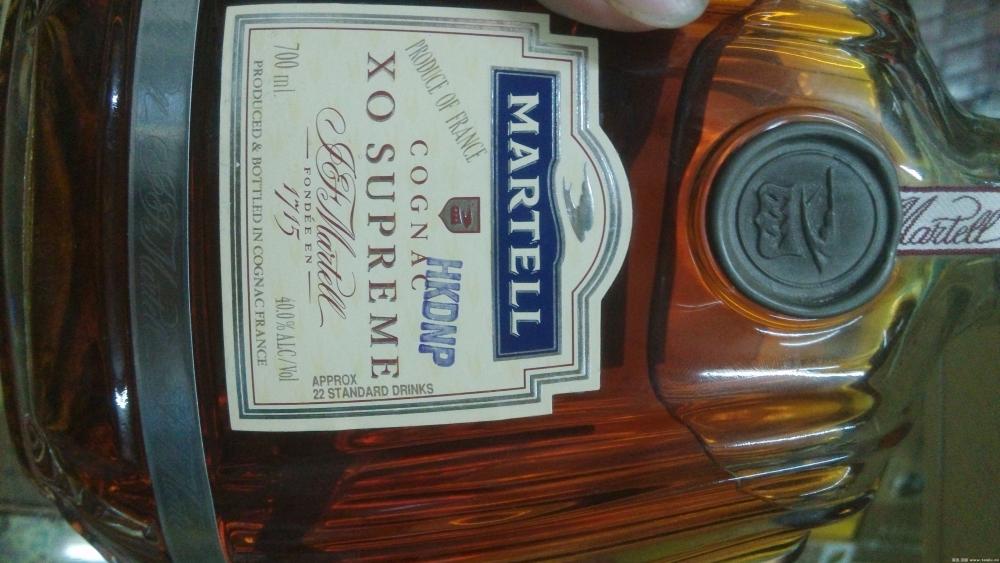 Martell
MARTELL
PRODUCE OF FRANCE
COGNAC
HKDNP
XO SUPREME
J&F Martell
FONDÉE EN
1715
APPROX
22 STANDARD DRINKS
700 ml.
40.0% ALC/Vol
PRODUCED & BOTTLED IN COGNAC FRANCE